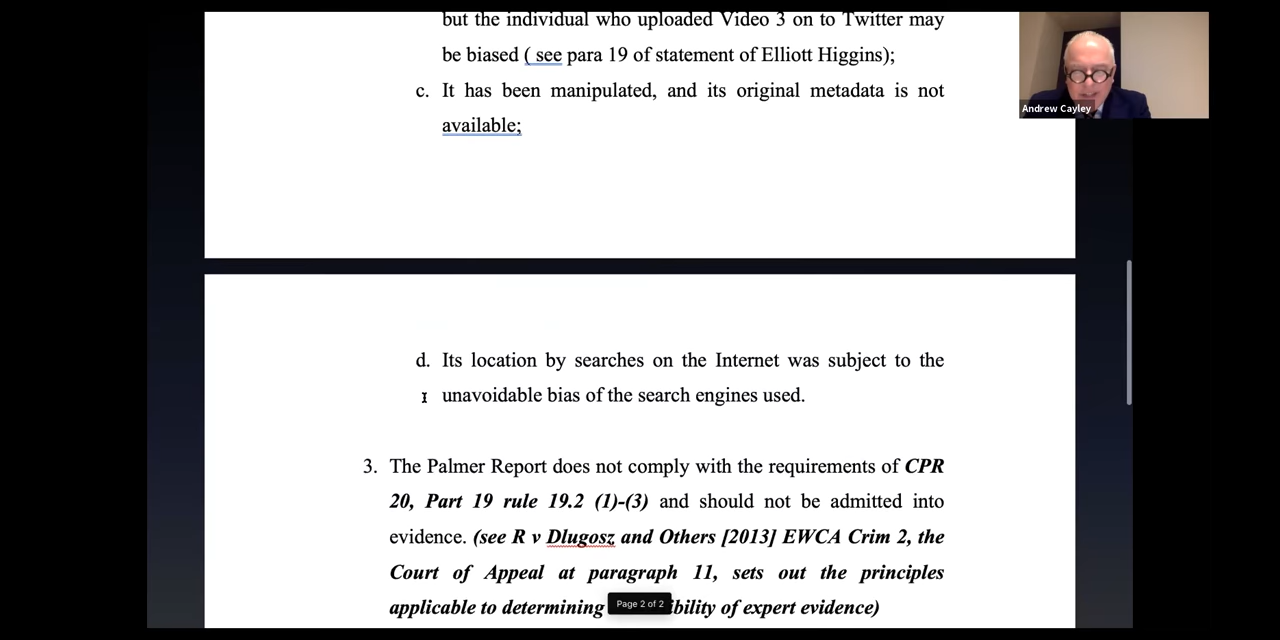 but the individual who uploaded Video 3 on to Twitter may
be biased ( see para 19 of statement of Elliott Higgins);
c. It has been manipulated, and its original metadata is not
available;
Andrew Cayley
d. Its location by searches on the Internet was subject to the
unavoidable bias of the search engines used.
3. The Palmer Report does not comply with the requirements of CPR
20, Part 19 rule 19.2 (1)-(3) and should not be admitted into
evidence. (see R v Dlugosz and Others [2013] EWCA Crim 2, the
Court of Appeal at paragraph 11, sets out the principles
applicable to determining ibility of expert evidence)
Page 2 of 2